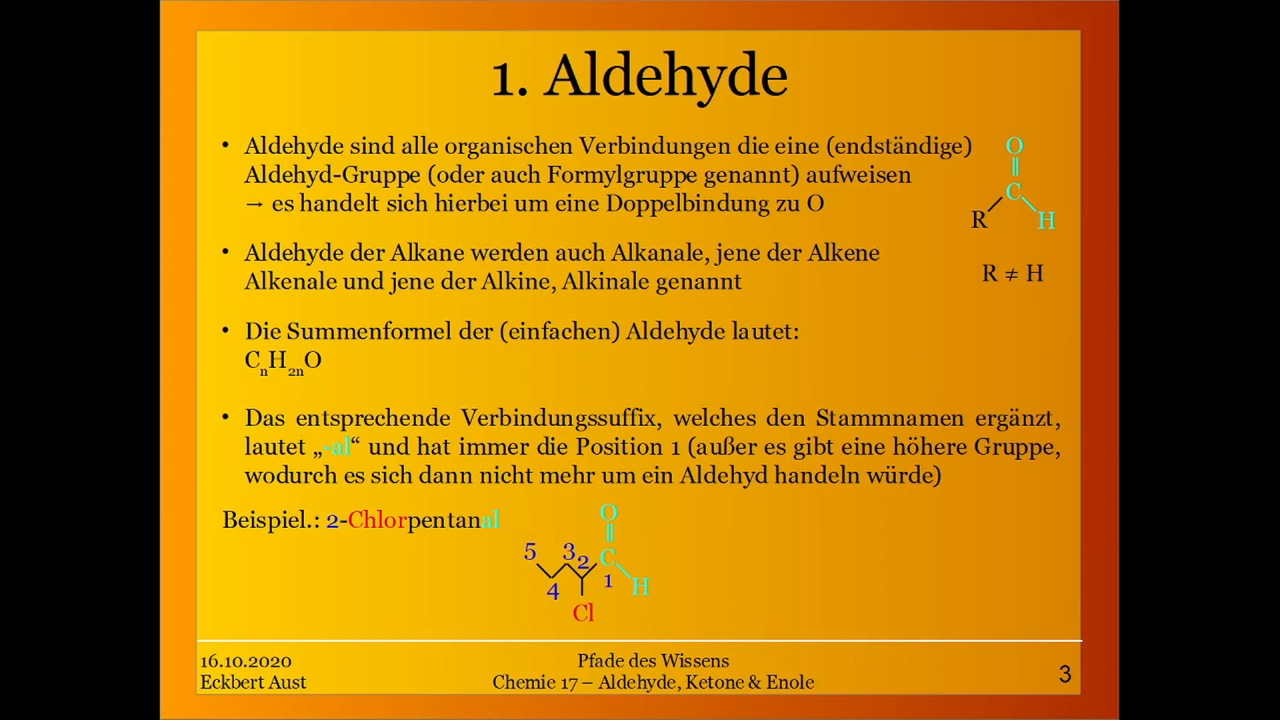 1. Aldehyde
• Aldehyde sind alle organischen Verbindungen die eine (endständige)
Aldehyd-Gruppe (oder auch Formylgruppe genannt) aufweisen
→ es handelt sich hierbei um eine Doppelbindung zu O
O
C
R
H
• Aldehyde der Alkane werden auch Alkanale, jene der Alkene
Alkenale und jene der Alkine, Alkinale genannt
R ≠ H
• Die Summenformel der (einfachen) Aldehyde lautet:
CₙH₂ₙO
• Das entsprechende Verbindungssuffix, welches den Stammnamen ergänzt,
lautet „-al“ und hat immer die Position 1 (außer es gibt eine höhere Gruppe,
wodurch es sich dann nicht mehr um ein Aldehyd handeln würde)
Beispiel.: 2-Chlorpentanal
O
5 3 2 C
4 1 H
Cl
16.10.2020
Eckbert Aust
Pfade des Wissens
Chemie 17 – Aldehyde, Ketone & Enole
3